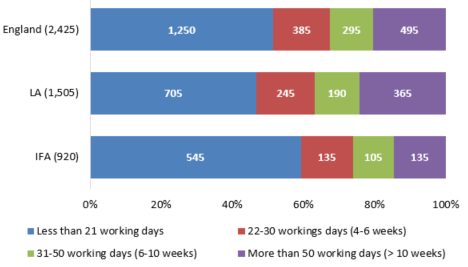 England (2,425) 1,250 385 295 495
LA (1,505) 705 245 190 365
IFA (920) 545 135 105 135
0% 20% 40% 60% 80% 100%
Less than 21 working days 22-30 workings days (4-6 weeks)
31-50 working days (6-10 weeks) More than 50 working days (> 10 weeks)